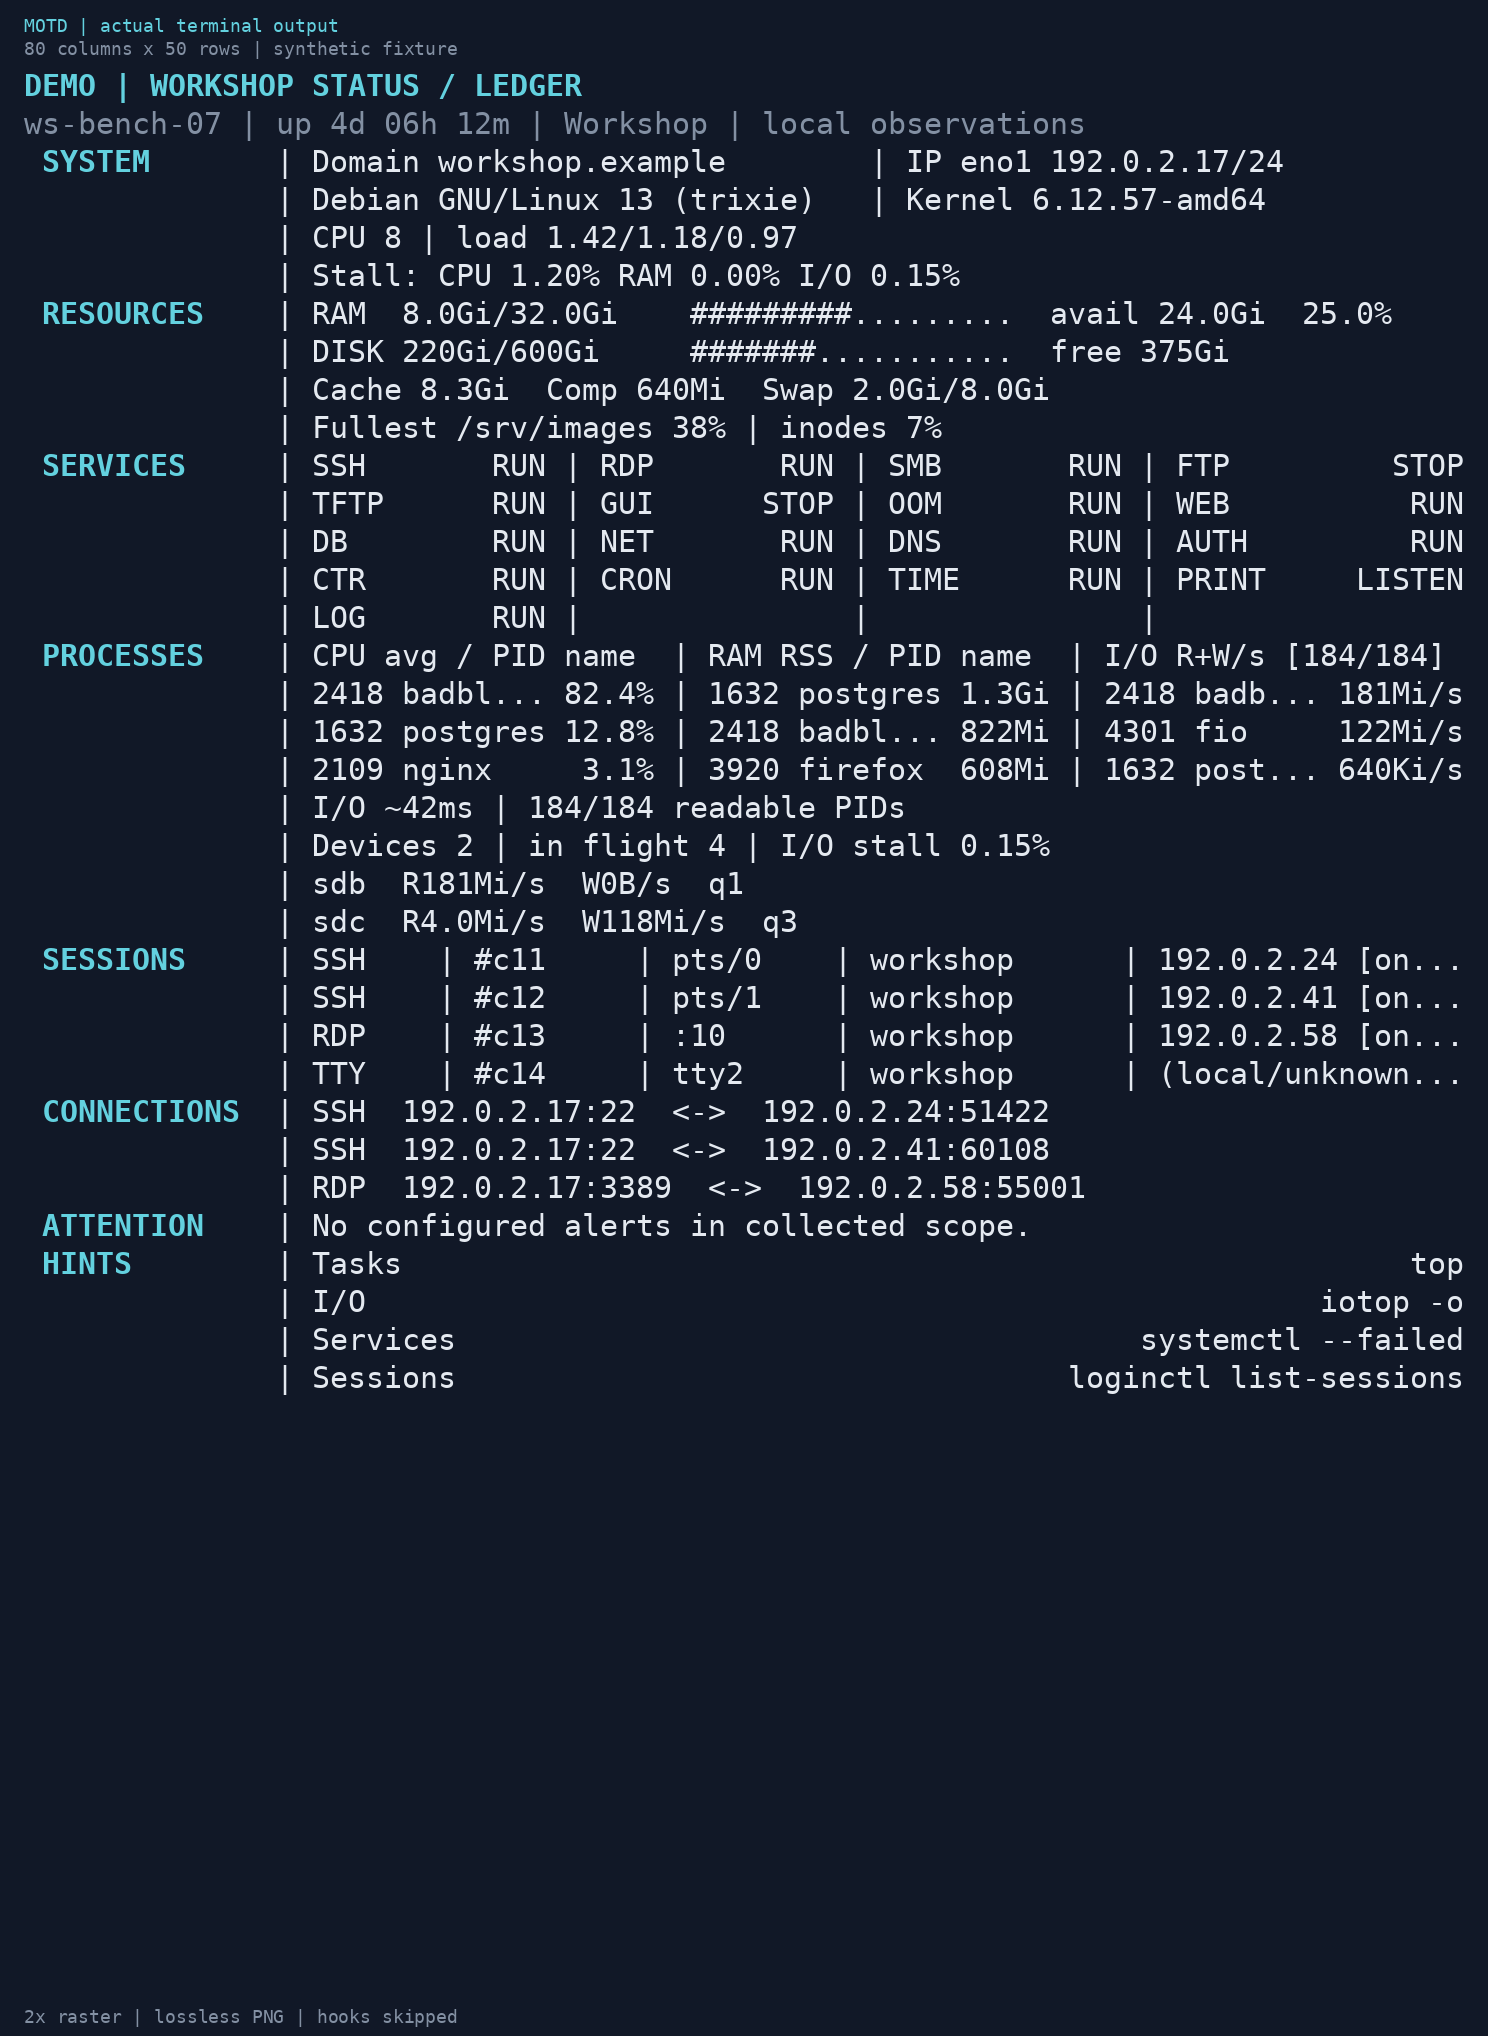 MOTD | actual terminal output
80 columns x 50 rows | synthetic fixture
DEMO | WORKSHOP STATUS / LEDGER
ws-bench-07 | up 4d 06h 12m | Workshop | local observations
SYSTEM       | Domain workshop.example        | IP eno1 192.0.2.17/24
             | Debian GNU/Linux 13 (trixie)   | Kernel 6.12.57-amd64
             | CPU 8 | load 1.42/1.18/0.97
             | Stall: CPU 1.20% RAM 0.00% I/O 0.15%
RESOURCES    | RAM  8.0Gi/32.0Gi    #########.........  avail 24.0Gi  25.0%
             | DISK 220Gi/600Gi     #######...........  free 375Gi
             | Cache 8.3Gi  Comp 640Mi  Swap 2.0Gi/8.0Gi
             | Fullest /srv/images 38% | inodes 7%
SERVICES     | SSH       RUN | RDP       RUN | SMB       RUN | FTP         STOP
             | TFTP      RUN | GUI      STOP | OOM       RUN | WEB          RUN
             | DB        RUN | NET       RUN | DNS       RUN | AUTH         RUN
             | CTR       RUN | CRON      RUN | TIME      RUN | PRINT     LISTEN
             | LOG       RUN |               |               |
PROCESSES    | CPU avg / PID name  | RAM RSS / PID name  | I/O R+W/s [184/184]
             | 2418 badbl... 82.4% | 1632 postgres 1.3Gi | 2418 badb... 181Mi/s
             | 1632 postgres 12.8% | 2418 badbl... 822Mi | 4301 fio     122Mi/s
             | 2109 nginx     3.1% | 3920 firefox  608Mi | 1632 post... 640Ki/s
             | I/O ~42ms | 184/184 readable PIDs
             | Devices 2 | in flight 4 | I/O stall 0.15%
             | sdb  R181Mi/s  W0B/s  q1
             | sdc  R4.0Mi/s  W118Mi/s  q3
SESSIONS     | SSH    | #c11     | pts/0    | workshop      | 192.0.2.24 [on...
             | SSH    | #c12     | pts/1    | workshop      | 192.0.2.41 [on...
             | RDP    | #c13     | :10      | workshop      | 192.0.2.58 [on...
             | TTY    | #c14     | tty2     | workshop      | (local/unknown...
CONNECTIONS  | SSH  192.0.2.17:22  <->  192.0.2.24:51422
             | SSH  192.0.2.17:22  <->  192.0.2.41:60108
             | RDP  192.0.2.17:3389  <->  192.0.2.58:55001
ATTENTION    | No configured alerts in collected scope.
HINTS        | Tasks                                                        top
             | I/O                                                     iotop -o
             | Services                                      systemctl --failed
             | Sessions                                  loginctl list-sessions
2x raster | lossless PNG | hooks skipped